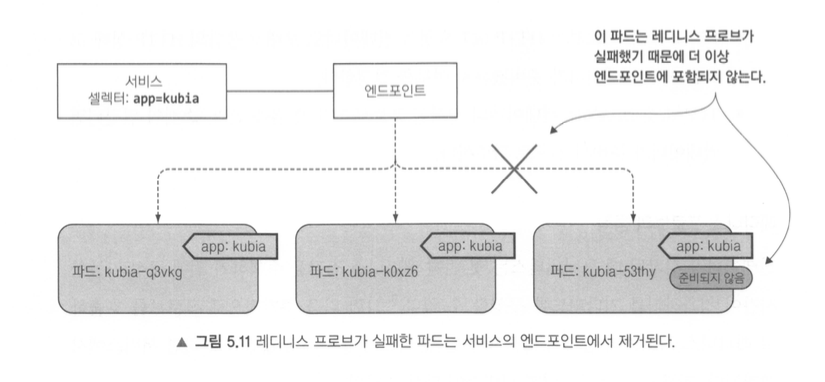 이 파드는 레디니스 프로브가
실패했기 때문에 더 이상
엔드포인트에 포함되지 않는다.
서비스
셀렉터: app=kubia
엔드포인트
app: kubia
파드: kubia-q3vkg
app: kubia
파드: kubia-k0xz6
app: kubia
파드: kubia-53thy
준비되지 않음
▲ 그림 5.11 레디니스 프로브가 실패한 파드는 서비스의 엔드포인트에서 제거된다.